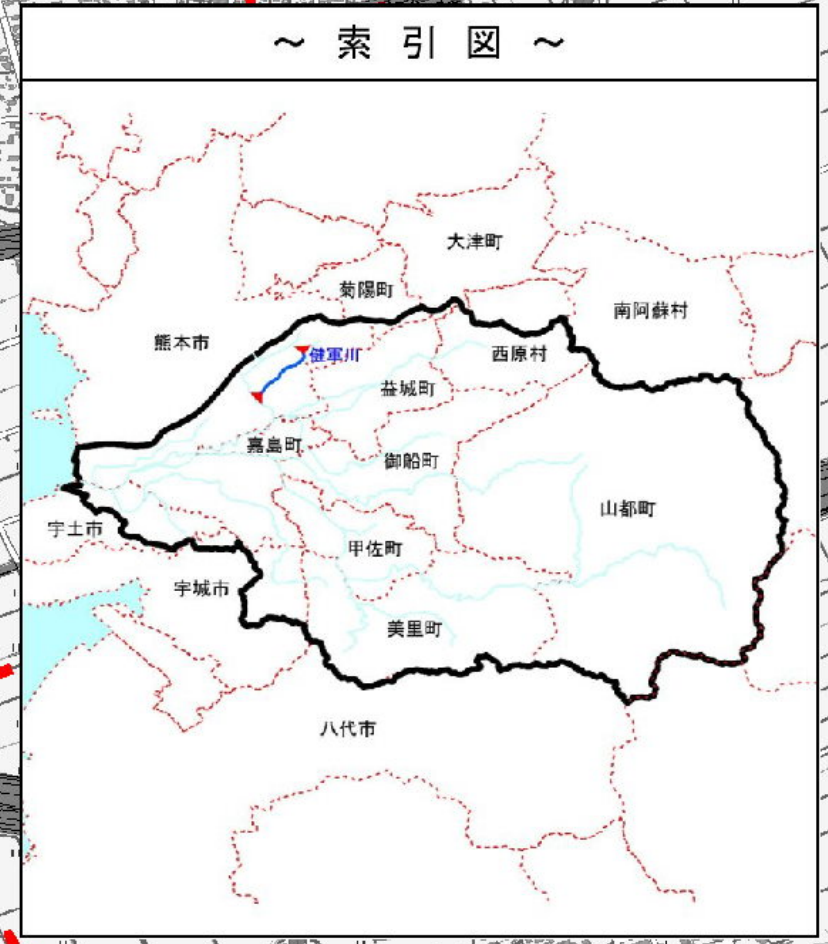 ～ 索 引 図 ～
大津町
菊陽町
南阿蘇村
熊本市
健軍川
西原村
益城町
嘉島町
御船町
山都町
宇土市
甲佐町
宇城市
美里町
八代市